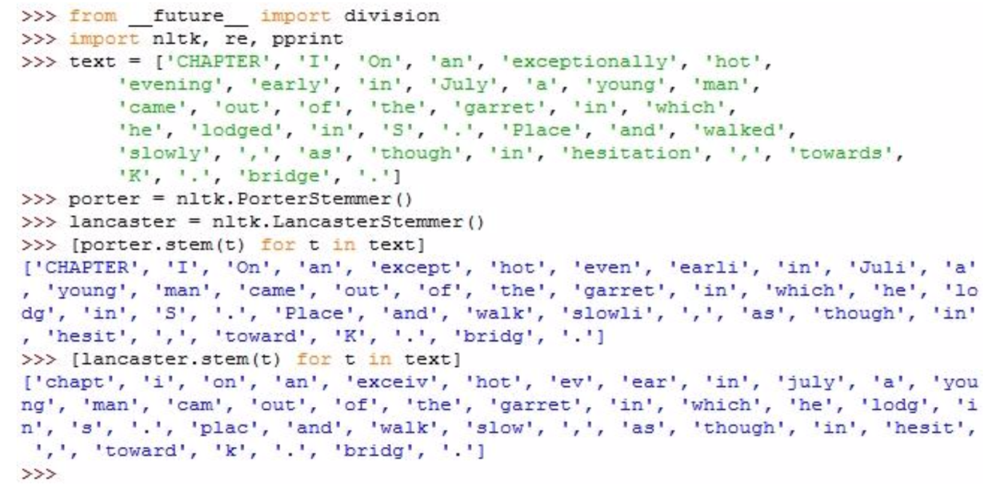 >>> from __future__ import division
>>> import nltk, re, pprint
>>> text = ['CHAPTER', 'I', 'On', 'an', 'exceptionally', 'hot',
        'evening', 'early', 'in', 'July', 'a', 'young', 'man',
        'came', 'out', 'of', 'the', 'garret', 'in', 'which',
        'he', 'lodged', 'in', 'S', '.', 'Place', 'and', 'walked',
        'slowly', ',', 'as', 'though', 'in', 'hesitation', ',', 'towards',
        'K', '.', 'bridge', '.']
>>> porter = nltk.PorterStemmer()
>>> lancaster = nltk.LancasterStemmer()
>>> [porter.stem(t) for t in text]
['CHAPTER', 'I', 'On', 'an', 'except', 'hot', 'even', 'earli', 'in', 'Juli', 'a'
, 'young', 'man', 'came', 'out', 'of', 'the', 'garret', 'in', 'which', 'he', 'lo
dg', 'in', 'S', '.', 'Place', 'and', 'walk', 'slowli', ',', 'as', 'though', 'in'
, 'hesit', ',', 'toward', 'K', '.', 'bridg', '.']
>>> [lancaster.stem(t) for t in text]
['chapt', 'i', 'on', 'an', 'exceiv', 'hot', 'ev', 'ear', 'in', 'july', 'a', 'you
ng', 'man', 'cam', 'out', 'of', 'the', 'garret', 'in', 'which', 'he', 'lodg', 'i
n', 's', '.', 'plac', 'and', 'walk', 'slow', ',', 'as', 'though', 'in', 'hesit',
 ',', 'toward', 'k', '.', 'bridg', '.']
>>>